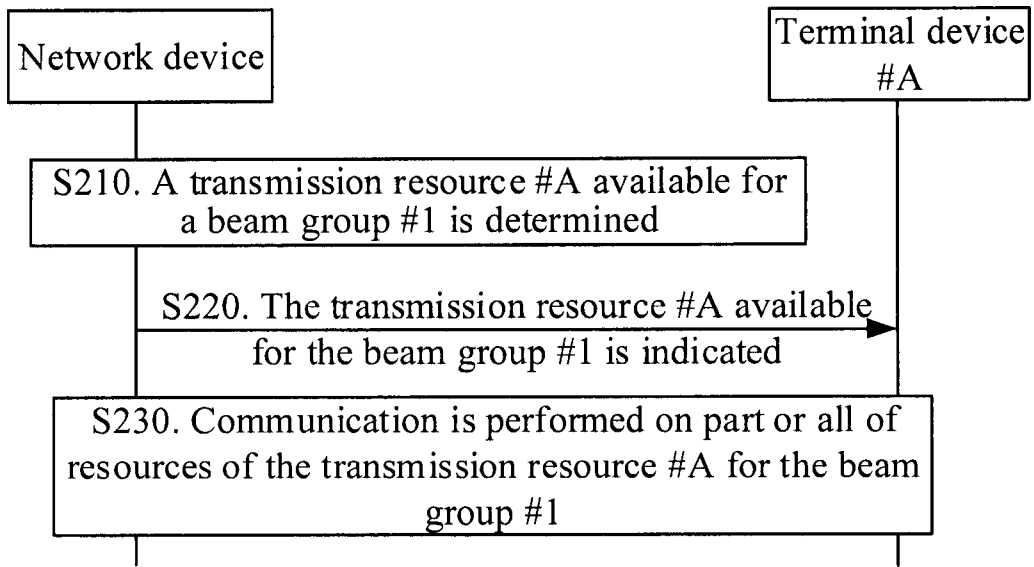 Network device
Terminal device
#A
S210. A transmission resource #A available for
a beam group #1 is determined
S220. The transmission resource #A available
for the beam group #1 is indicated
S230. Communication is performed on part or all of
resources of the transmission resource #A for the beam
group #1